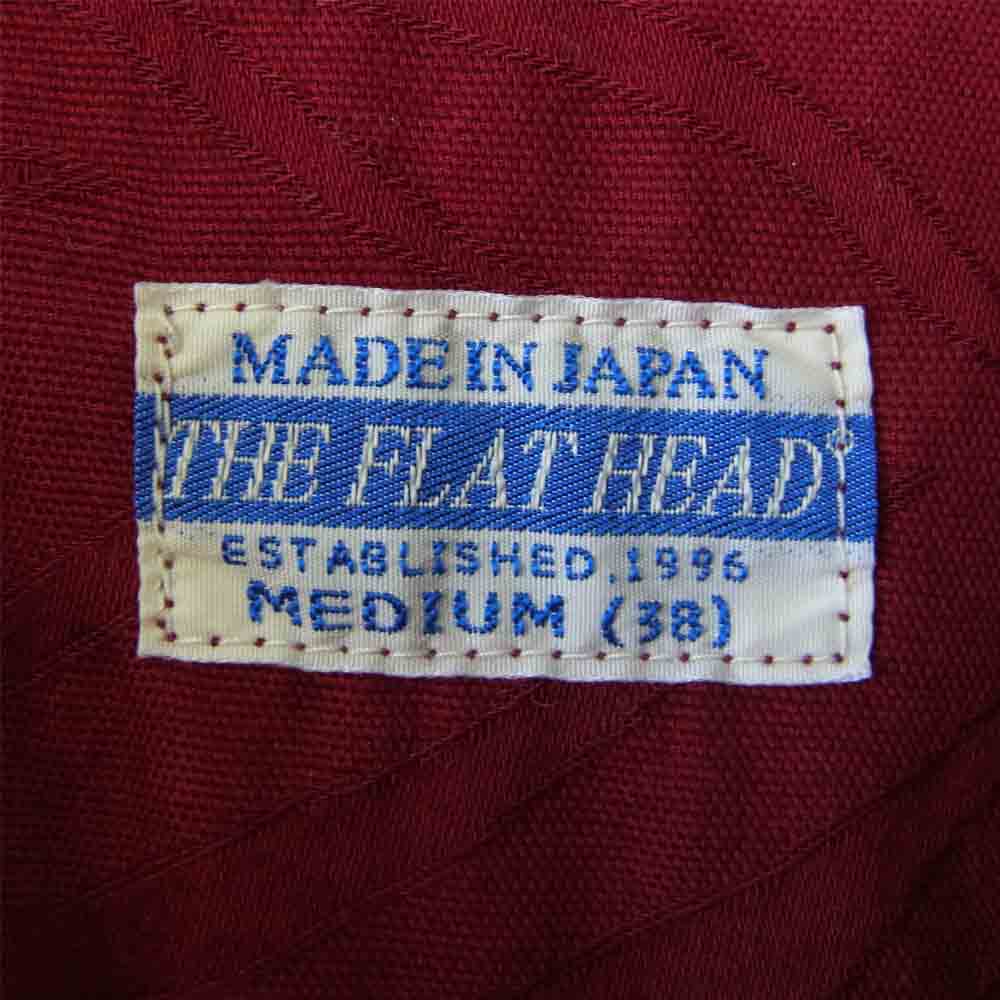 MADE IN JAPAN
THE FLAT HEAD®
ESTABLISHED.1996
MEDIUM (38)